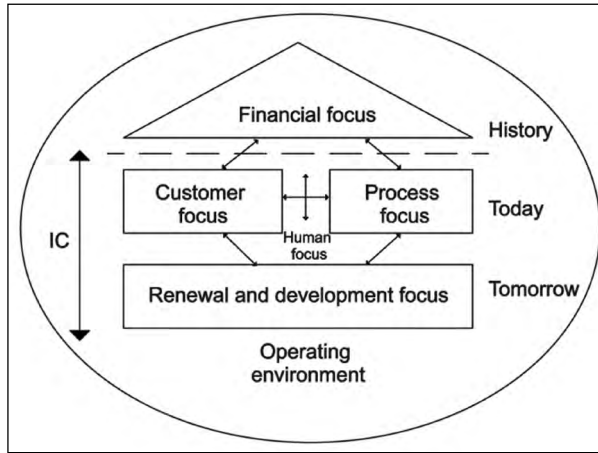 Financial focus
History
Customer
focus
Process
focus
Today
IC
Human
focus
Renewal and development focus
Tomorrow
Operating
environment